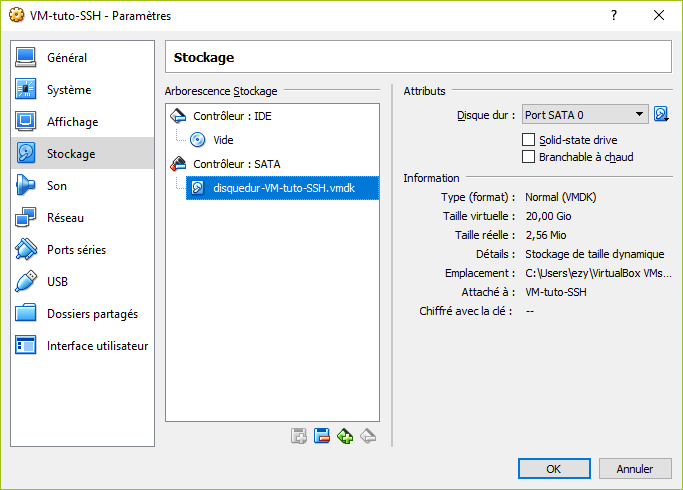 VM-tuto-SSH - Paramètres
?
Général
Système
Affichage
Stockage
Son
Réseau
Ports séries
USB
Dossiers partagés
Interface utilisateur
Stockage
Arborescence Stockage
Contrôleur : IDE
Vide
Contrôleur : SATA
disquedur-VM-tuto-SSH.vmdk
Attributs
Disque dur : Port SATA 0
Solid-state drive
Branchable à chaud
Information
Type (format) : Normal (VMDK)
Taille virtuelle : 20,00 Gio
Taille réelle : 2,56 Mio
Détails : Stockage de taille dynamique
Emplacement : C:\Users\ezy\VirtualBox VMs...
Attaché à : VM-tuto-SSH
Chiffré avec la clé : --
OK
Annuler